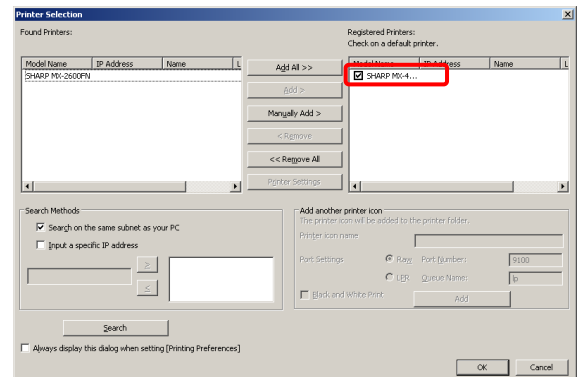 Printer Selection
Found Printers:
Model Name IP Address Name L
SHARP MX-2600FN
Add All >>
Add >
Manually Add >
< Remove
<< Remove All
Printer Settings
Registered Printers:
Check on a default printer.
Model Name IP Address Name L
SHARP MX-4...
Search Methods
Search on the same subnet as your PC
Input a specific IP address
≥
≤
Search
Always display this dialog when setting [Printing Preferences]
Add another printer icon
The printer icon will be added to the printer folder.
Printer icon name
Port Settings
Raw Port Number: 9100
LPR Queue Name: lp
Black and White Print
Add
OK Cancel